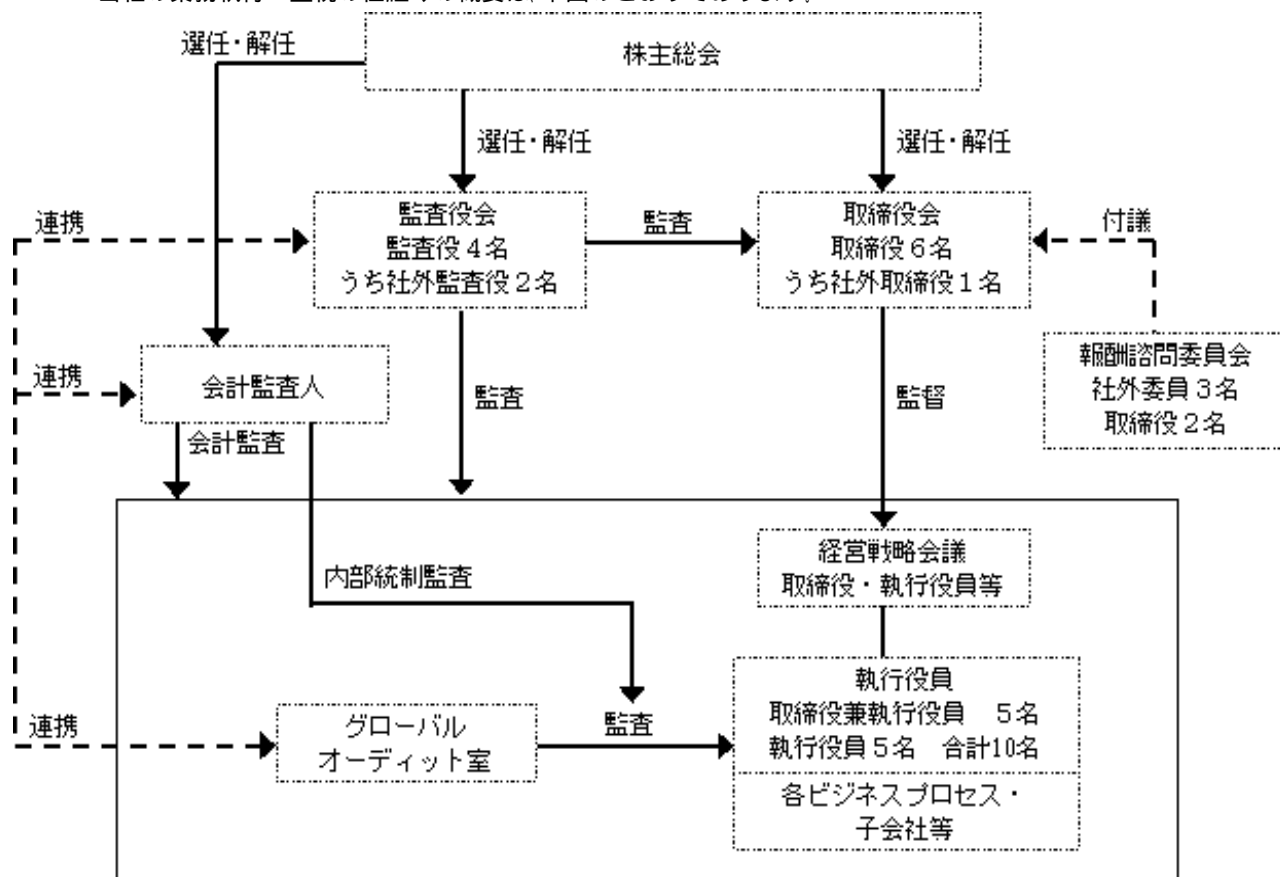 選任・解任
株主総会
選任・解任
選任・解任
連携
監査役会
監査役4名
うち社外監査役2名
監査
取締役会
取締役6名
うち社外取締役1名
付議
連携
会計監査人
報酬諮問委員会
社外委員3名
取締役2名
会計監査
監査
監督
経営戦略会議
取締役・執行役員等
内部統制監査
連携
グローバル
オーディット室
監査
執行役員
取締役兼執行役員 5名
執行役員5名 合計10名
各ビジネスプロセス・
子会社等